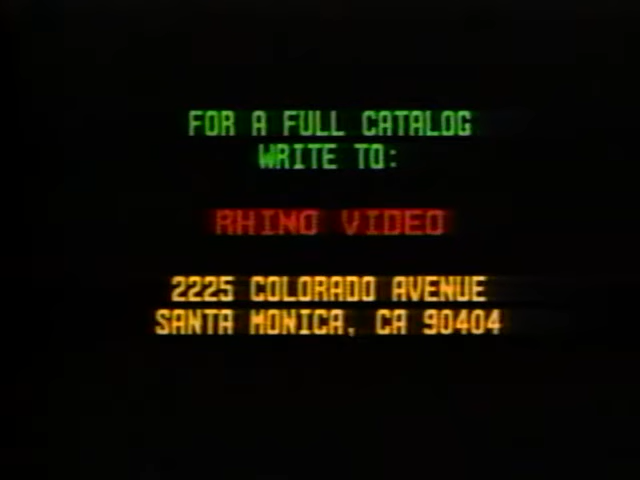 FOR A FULL CATALOG
WRITE TO:
RHINO VIDEO
2225 COLORADO AVENUE
SANTA MONICA, CA 90404